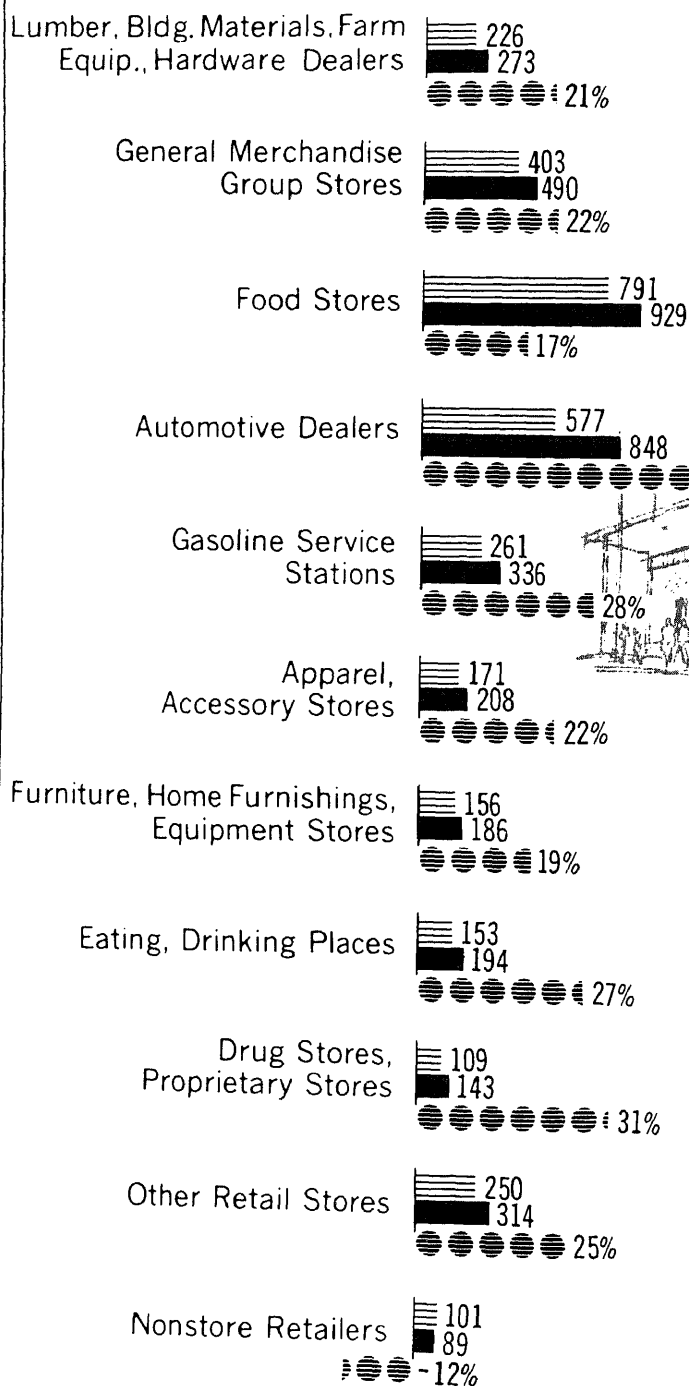 Lumber, Bldg. Materials, Farm
Equip., Hardware Dealers
226
273
21%
General Merchandise
Group Stores
403
490
22%
Food Stores
791
929
17%
Automotive Dealers
577
848
Gasoline Service
Stations
261
336
28%
Apparel,
Accessory Stores
171
208
22%
Furniture, Home Furnishings,
Equipment Stores
156
186
19%
Eating, Drinking Places
153
194
27%
Drug Stores,
Proprietary Stores
109
143
31%
Other Retail Stores
250
314
25%
Nonstore Retailers
101
89
-12%